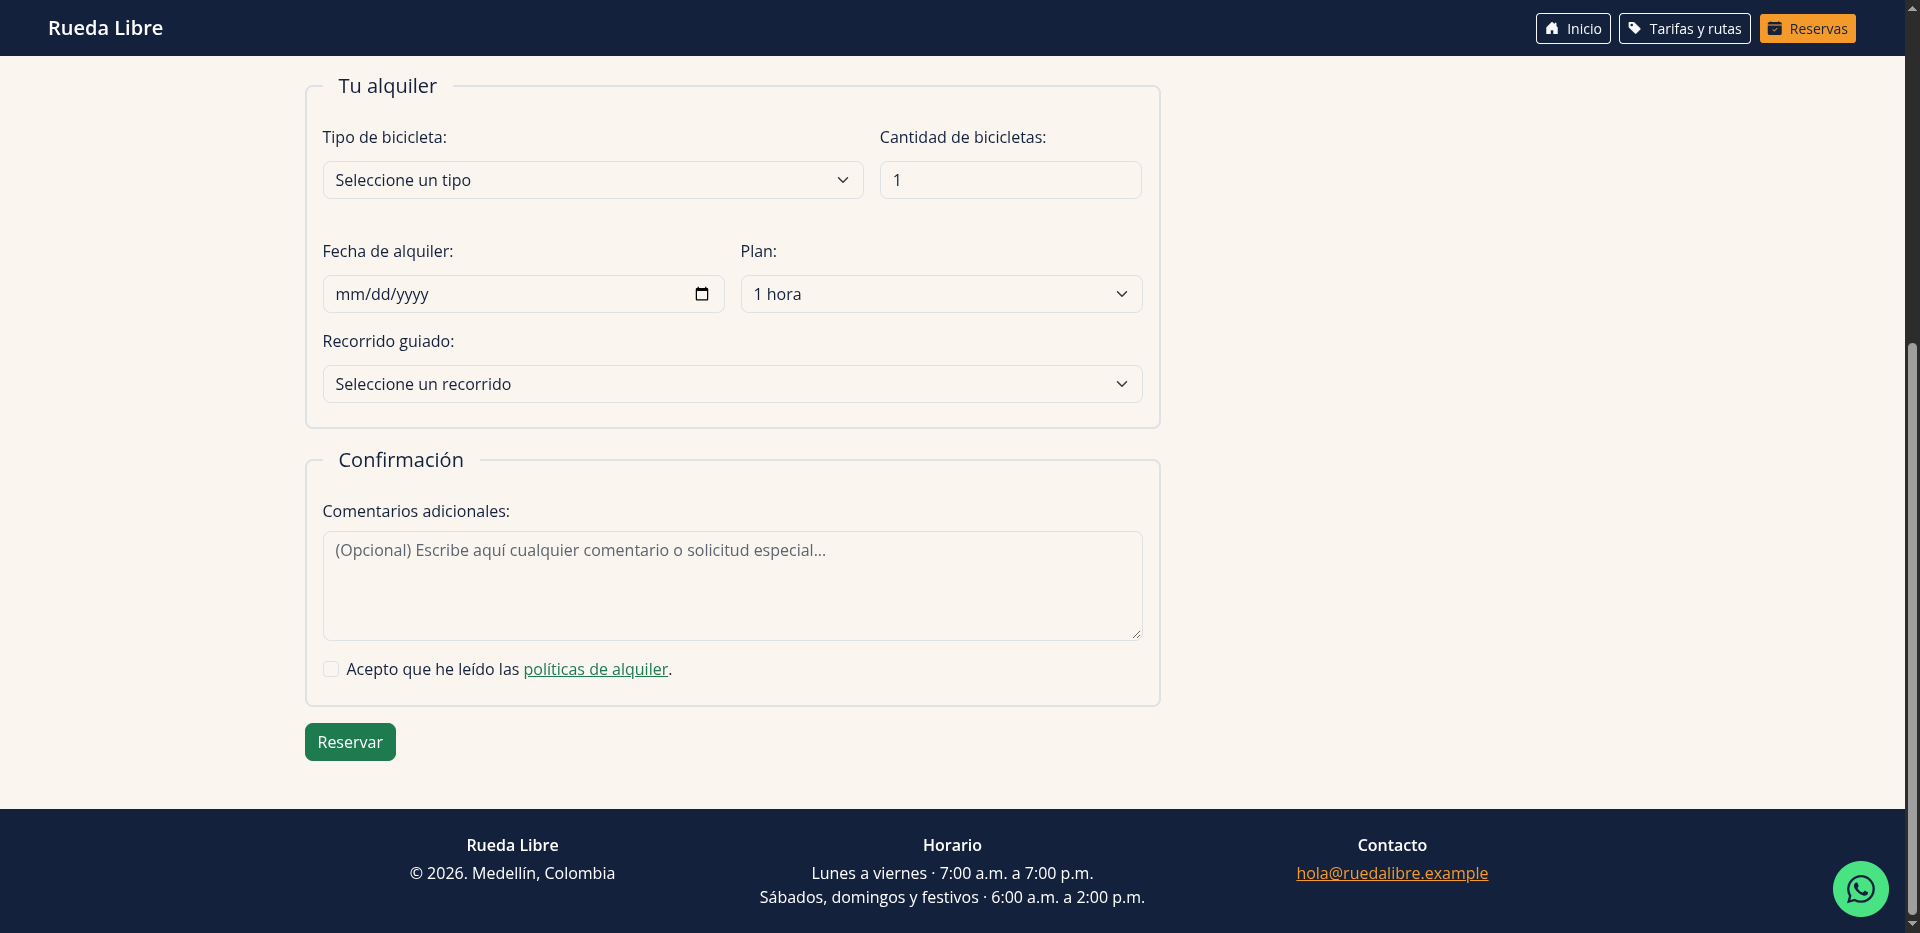 Rueda Libre
Inicio
Tarifas y rutas
Reservas
Tu alquiler
Tipo de bicicleta:
Cantidad de bicicletas:
Seleccione un tipo
1
Fecha de alquiler:
Plan:
mm/dd/yyyy
1 hora
Recorrido guiado:
Seleccione un recorrido
Confirmación
Comentarios adicionales:
(Opcional) Escribe aquí cualquier comentario o solicitud especial...
Acepto que he leído las políticas de alquiler.
Reservar
Rueda Libre
© 2026. Medellín, Colombia
Horario
Lunes a viernes · 7:00 a.m. a 7:00 p.m.
Sábados, domingos y festivos · 6:00 a.m. a 2:00 p.m.
Contacto
hola@ruedalibre.example